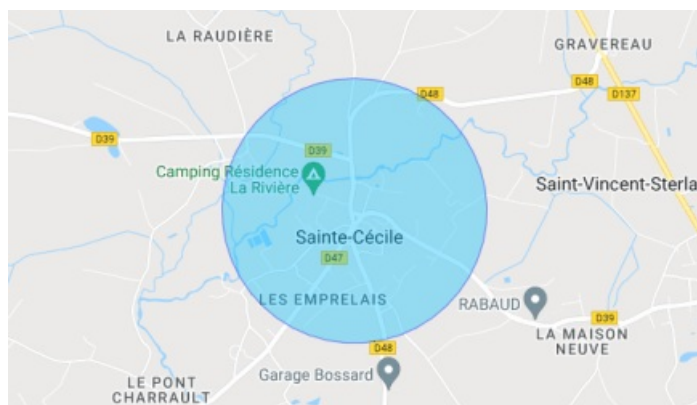 LA RAUDIÈRE
GRAVEREAU
D48
D48
D137
D39
D39
Camping Résidence
La Rivière
Saint-Vincent-Sterla
Sainte-Cécile
D47
LES EMPRELAIS
RABAUD
D39
LA MAISON
NEUVE
D48
Garage Bossard
LE PONT
CHARRAULT